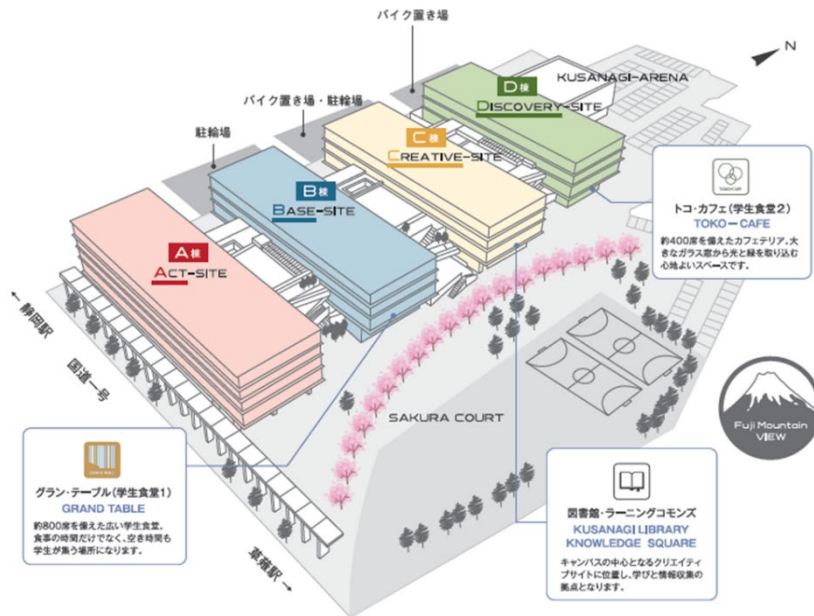 バイク置き場
N
KUSANAGI-ARENA
D棟
DISCOVERY-SITE
バイク置き場・駐輪場
C棟
CREATIVE-SITE
駐輪場
B棟
BASE-SITE
A棟
ACT-SITE
トコ・カフェ(学生食堂2)
TOKO-CAFE
約400席を備えたカフェテリア。大
きなガラス窓から光と緑を取り込む
心地よいスペースです。
←静岡駅
国道一号
SAKURA COURT
Fuji Mountain
VIEW
グラン・テーブル(学生食堂1)
GRAND TABLE
約800席を備えた広い学生食堂。
食事の時間だけでなく、空き時間も
学生が集う場所になります。
図書館・ラーニングコモンズ
KUSANAGI LIBRARY
KNOWLEDGE SQUARE
キャンパスの中心となるクリエイティ
ブサイトに位置し、学びと情報収集の
拠点となります。
草薙駅→